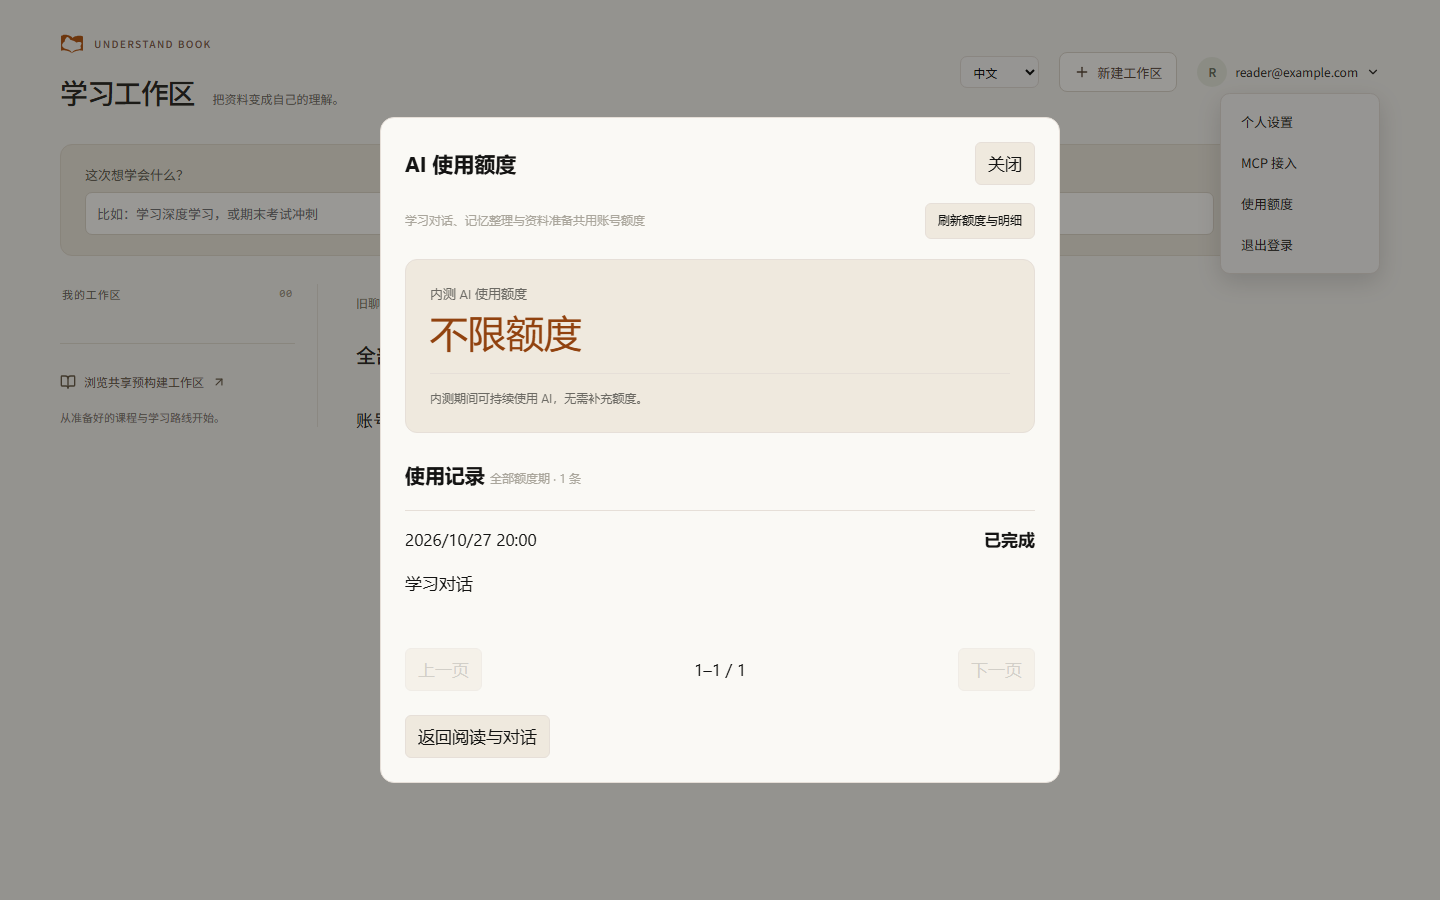 UNDERSTAND BOOK
学习工作区 把资料变成自己的理解。
中文
新建工作区
R reader@example.com
个人设置
MCP 接入
使用额度
退出登录
这次想学会什么？
比如：学习深度学习，或期末考试冲刺
我的工作区 00
浏览共享预构建工作区
从准备好的课程与学习路线开始。
旧聊
全
账
AI 使用额度
关闭
学习对话、记忆整理与资料准备共用账号额度
刷新额度与明细
内测 AI 使用额度
不限额度
内测期间可持续使用 AI，无需补充额度。
使用记录 全部额度期 · 1 条
2026/10/27 20:00 已完成
学习对话
上一页 1–1 / 1 下一页
返回阅读与对话